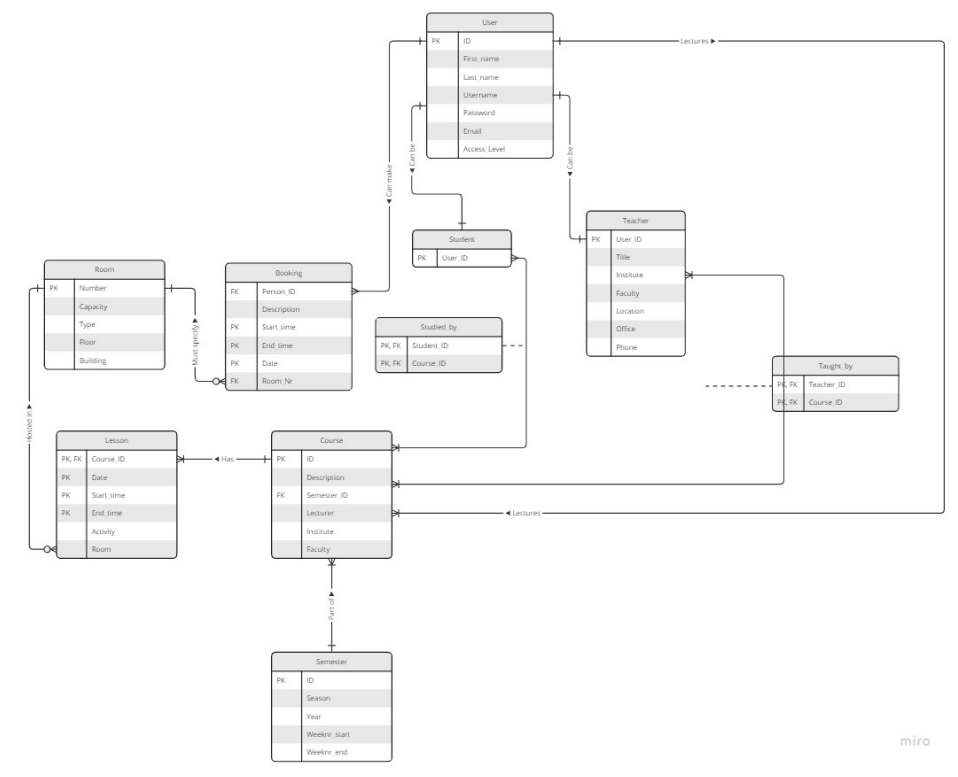 User
PK ID
First_name
Last_name
Username
Password
Email
Access_Level
Lectures ▶
◀ Can make
◀ Can be
◀ Can be
Student
PK User_ID
Teacher
PK User_ID
Title
Institute
Faculty
Location
Office
Phone
Room
PK Number
Capacity
Type
Floor
Building
Must specify ▶
Booking
FK Person_ID
Description
PK Start_time
PK End_time
PK Date
FK Room_Nr
Studied_by
PK, FK Student_ID
PK, FK Course_ID
Taught_by
PK, FK Teacher_ID
PK, FK Course_ID
Hosted in ▶
Lesson
PK, FK Course_ID
PK Date
PK Start_time
PK End_time
Activity
Room
◀ Has
Course
PK ID
Description
FK Semester_ID
Lecturer
Institute
Faculty
◀ Lectures
Part of ▶
Semester
PK ID
Season
Year
Weeknr_start
Weeknr_end
miro